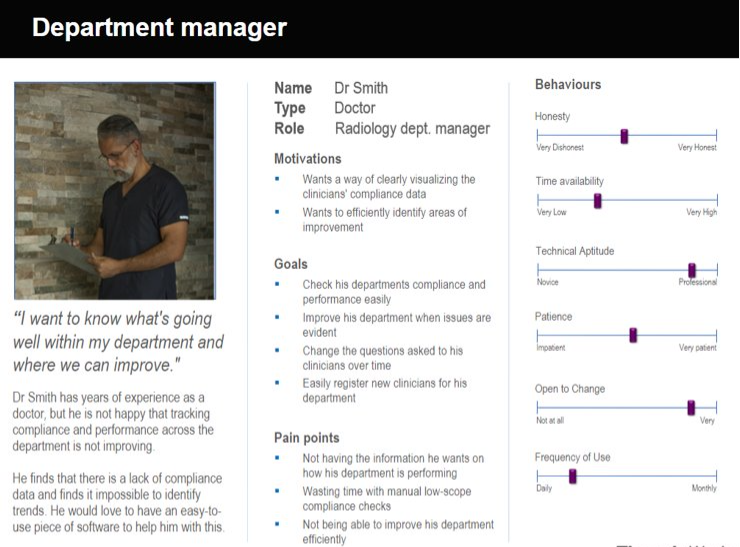 Department manager
"I want to know what's going
well within my department and
where we can improve."
Dr Smith has years of experience as a
doctor, but he is not happy that tracking
compliance and performance across the
department is not improving.
He finds that there is a lack of compliance
data and finds it impossible to identify
trends. He would love to have an easy-to-
use piece of software to help him with this.
Name Dr Smith
Type Doctor
Role Radiology dept. manager
Motivations
Wants a way of clearly visualizing the
clinicians' compliance data
Wants to efficiently identify areas of
improvement
Goals
Check his departments compliance and
performance easily
Improve his department when issues are
evident
Change the questions asked to his
clinicians over time
Easily register new clinicians for his
department
Pain points
Not having the information he wants on
how his department is performing
Wasting time with manual low-scope
compliance checks
Not being able to improve his department
efficiently
Behaviours
Honesty
Very Dishonest Very Honest
Time availability
Very Low Very High
Technical Aptitude
Novice Professional
Patience
Impatient Very patient
Open to Change
Not at all Very
Frequency of Use
Daily Monthly